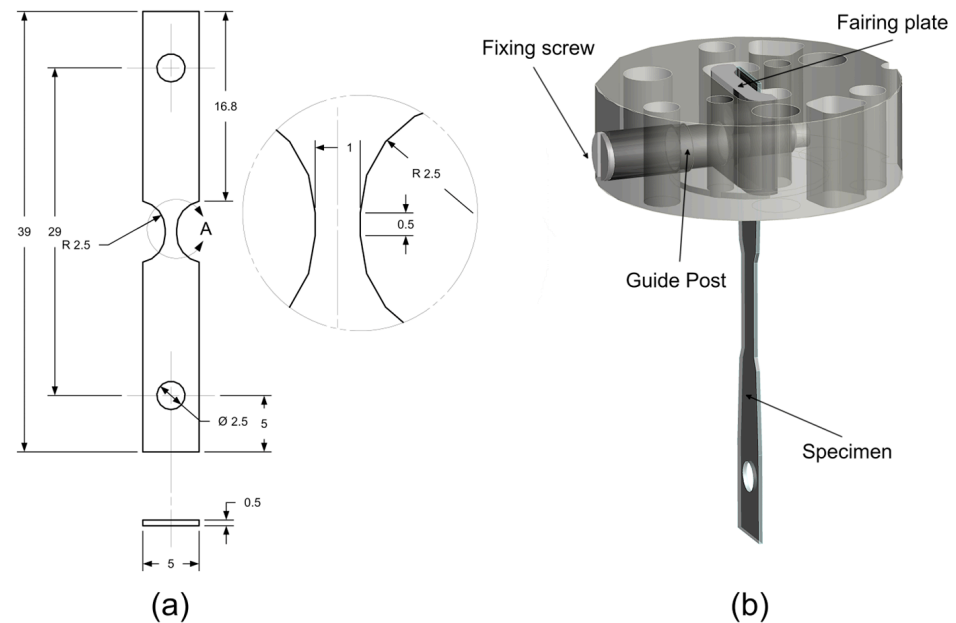 Fairing plate
Fixing screw
16.8
1
R 2.5
39
29
R 2.5
A
0.5
Guide Post
Ø 2.5
5
Specimen
0.5
5
(a)
(b)